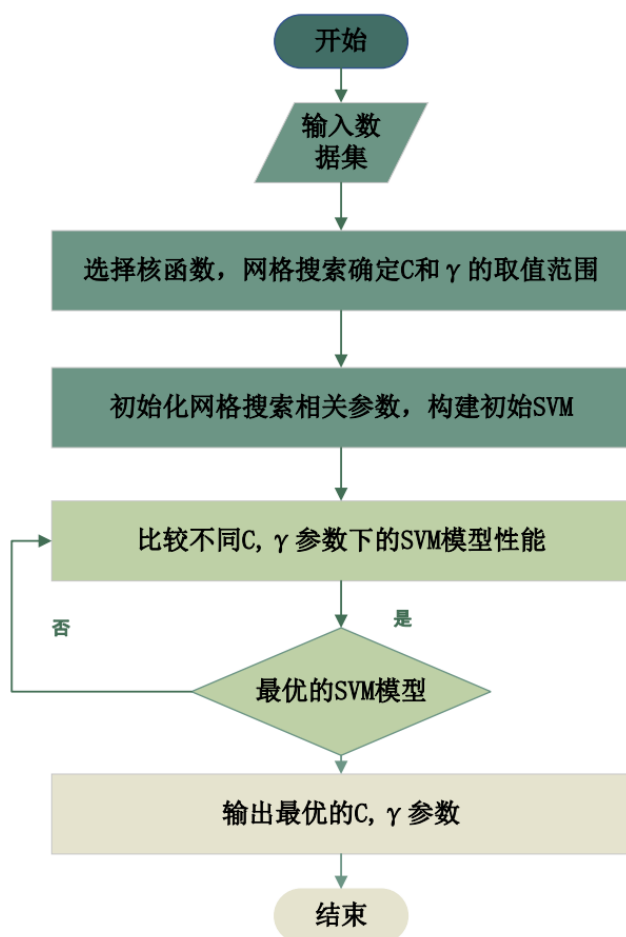 开始
输入数
据集
选择核函数，网格搜索确定C和γ的取值范围
初始化网格搜索相关参数，构建初始SVM
比较不同C,γ参数下的SVM模型性能
是
否
最优的SVM模型
输出最优的C,γ参数
结束